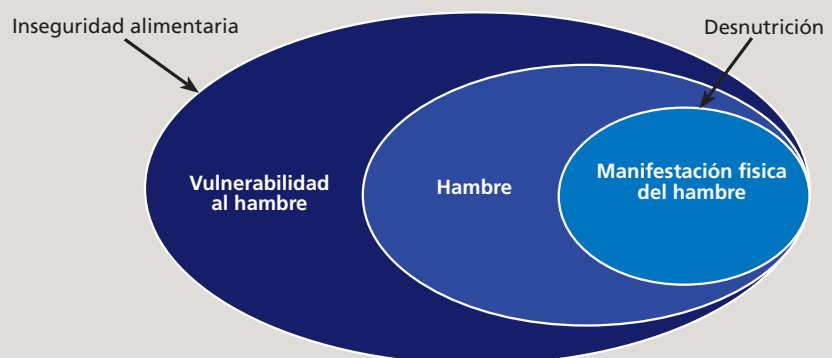 Inseguridad alimentaria
Desnutrición
Vulnerabilidad
al hambre
Hambre
Manifestación fisica
del hambre